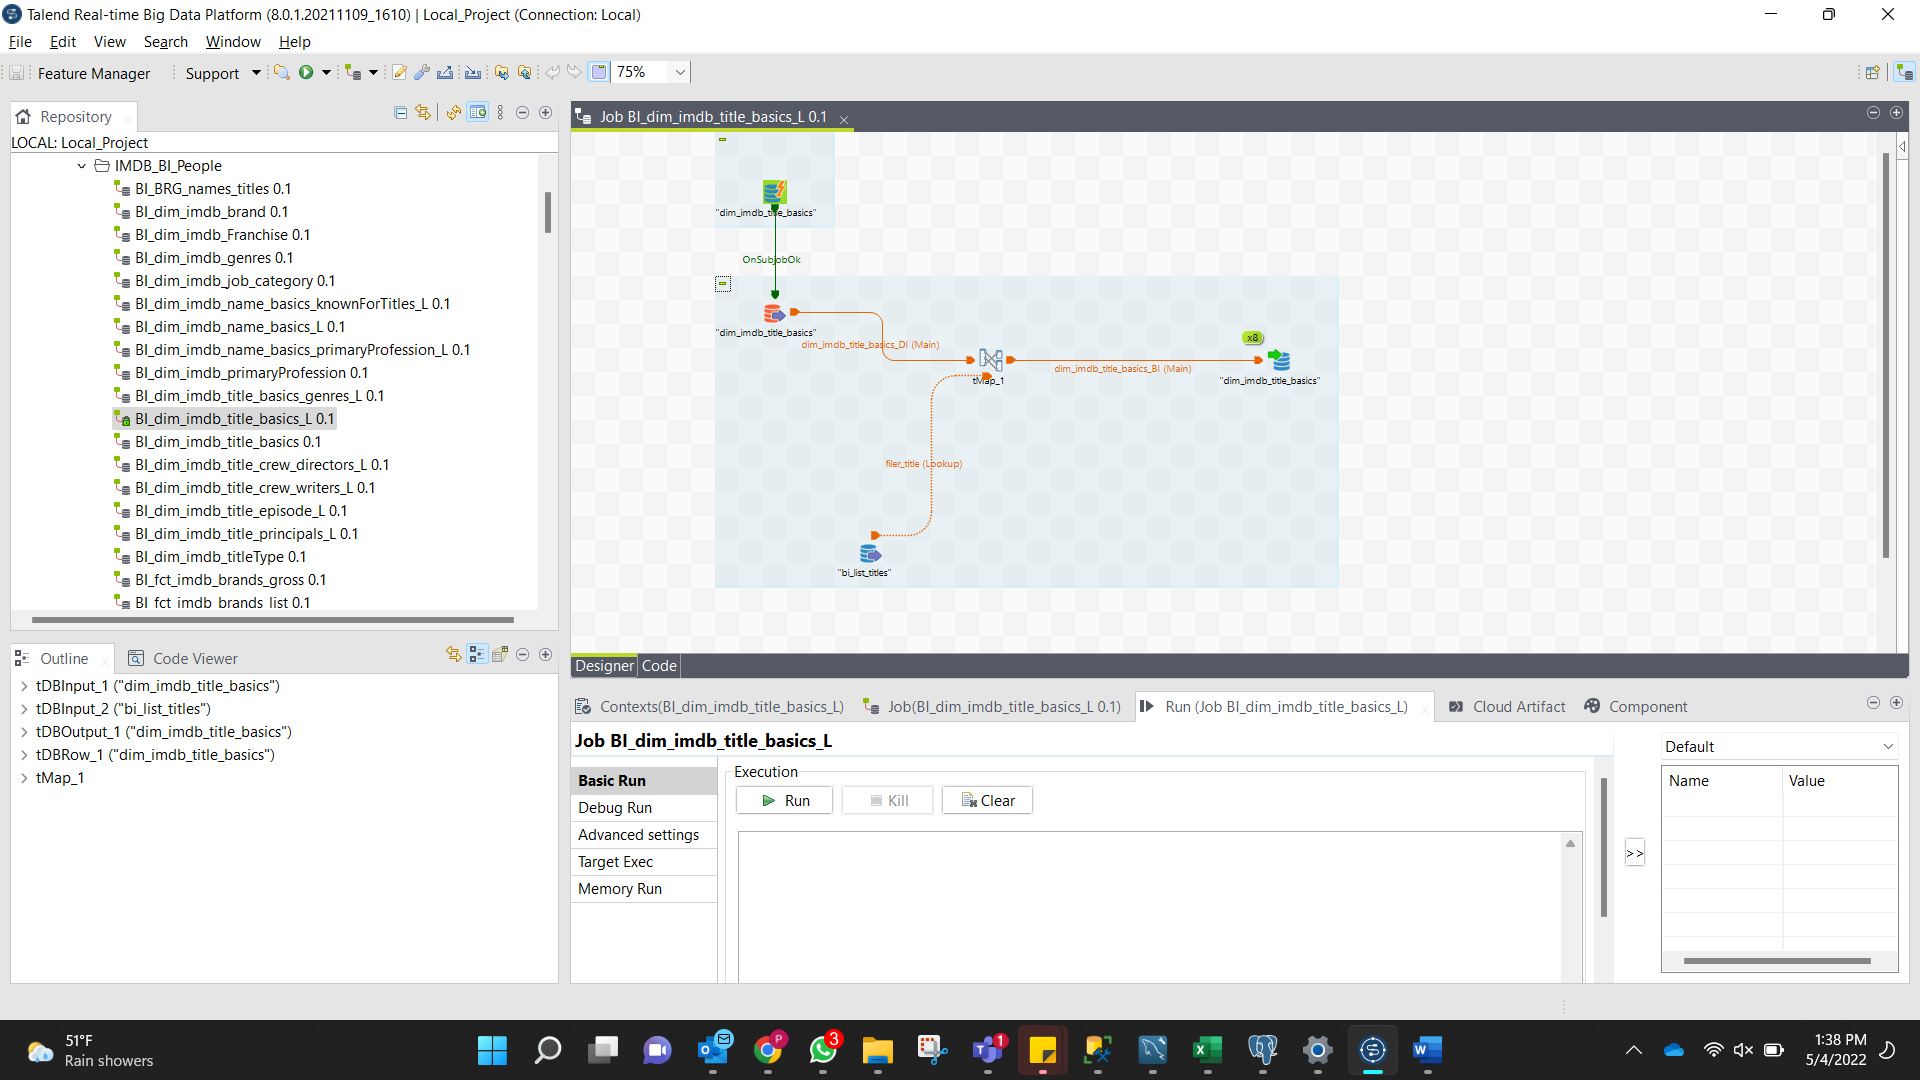 Talend Real-time Big Data Platform (8.0.1.20211109_1610) | Local_Project (Connection: Local)
File Edit View Search Window Help
Feature Manager Support 75%
Repository
LOCAL: Local_Project
IMDB_BI_People
BI_BRG_names_titles 0.1
BI_dim_imdb_brand 0.1
BI_dim_imdb_Franchise 0.1
BI_dim_imdb_genres 0.1
BI_dim_imdb_job_category 0.1
BI_dim_imdb_name_basics_knownForTitles_L 0.1
BI_dim_imdb_name_basics_L 0.1
BI_dim_imdb_name_basics_primaryProfession_L 0.1
BI_dim_imdb_primaryProfession 0.1
BI_dim_imdb_title_basics_genres_L 0.1
BI_dim_imdb_title_basics_L 0.1
BI_dim_imdb_title_basics 0.1
BI_dim_imdb_title_crew_directors_L 0.1
BI_dim_imdb_title_crew_writers_L 0.1
BI_dim_imdb_title_episode_L 0.1
BI_dim_imdb_title_principals_L 0.1
BI_dim_imdb_titleType 0.1
BI_fct_imdb_brands_gross 0.1
BI_fct_imdb_brands_list 0.1
Outline Code Viewer
tDBInput_1 ("dim_imdb_title_basics")
tDBInput_2 ("bi_list_titles")
tDBOutput_1 ("dim_imdb_title_basics")
tDBRow_1 ("dim_imdb_title_basics")
tMap_1
Job BI_dim_imdb_title_basics_L 0.1
"dim_imdb_title_basics"
OnSubjobOk
"dim_imdb_title_basics"
dim_imdb_title_basics_DI (Main)
tMap_1
dim_imdb_title_basics_BI (Main)
x8
"dim_imdb_title_basics"
filer_title (Lookup)
"bi_list_titles"
Designer Code
Contexts(BI_dim_imdb_title_basics_L) Job(BI_dim_imdb_title_basics_L 0.1) Run (Job BI_dim_imdb_title_basics_L) Cloud Artifact Component
Job BI_dim_imdb_title_basics_L
Basic Run
Debug Run
Advanced settings
Target Exec
Memory Run
Execution
Run Kill Clear
>>
Default
Name Value
51°F
Rain showers
P
3
1
1:38 PM
5/4/2022